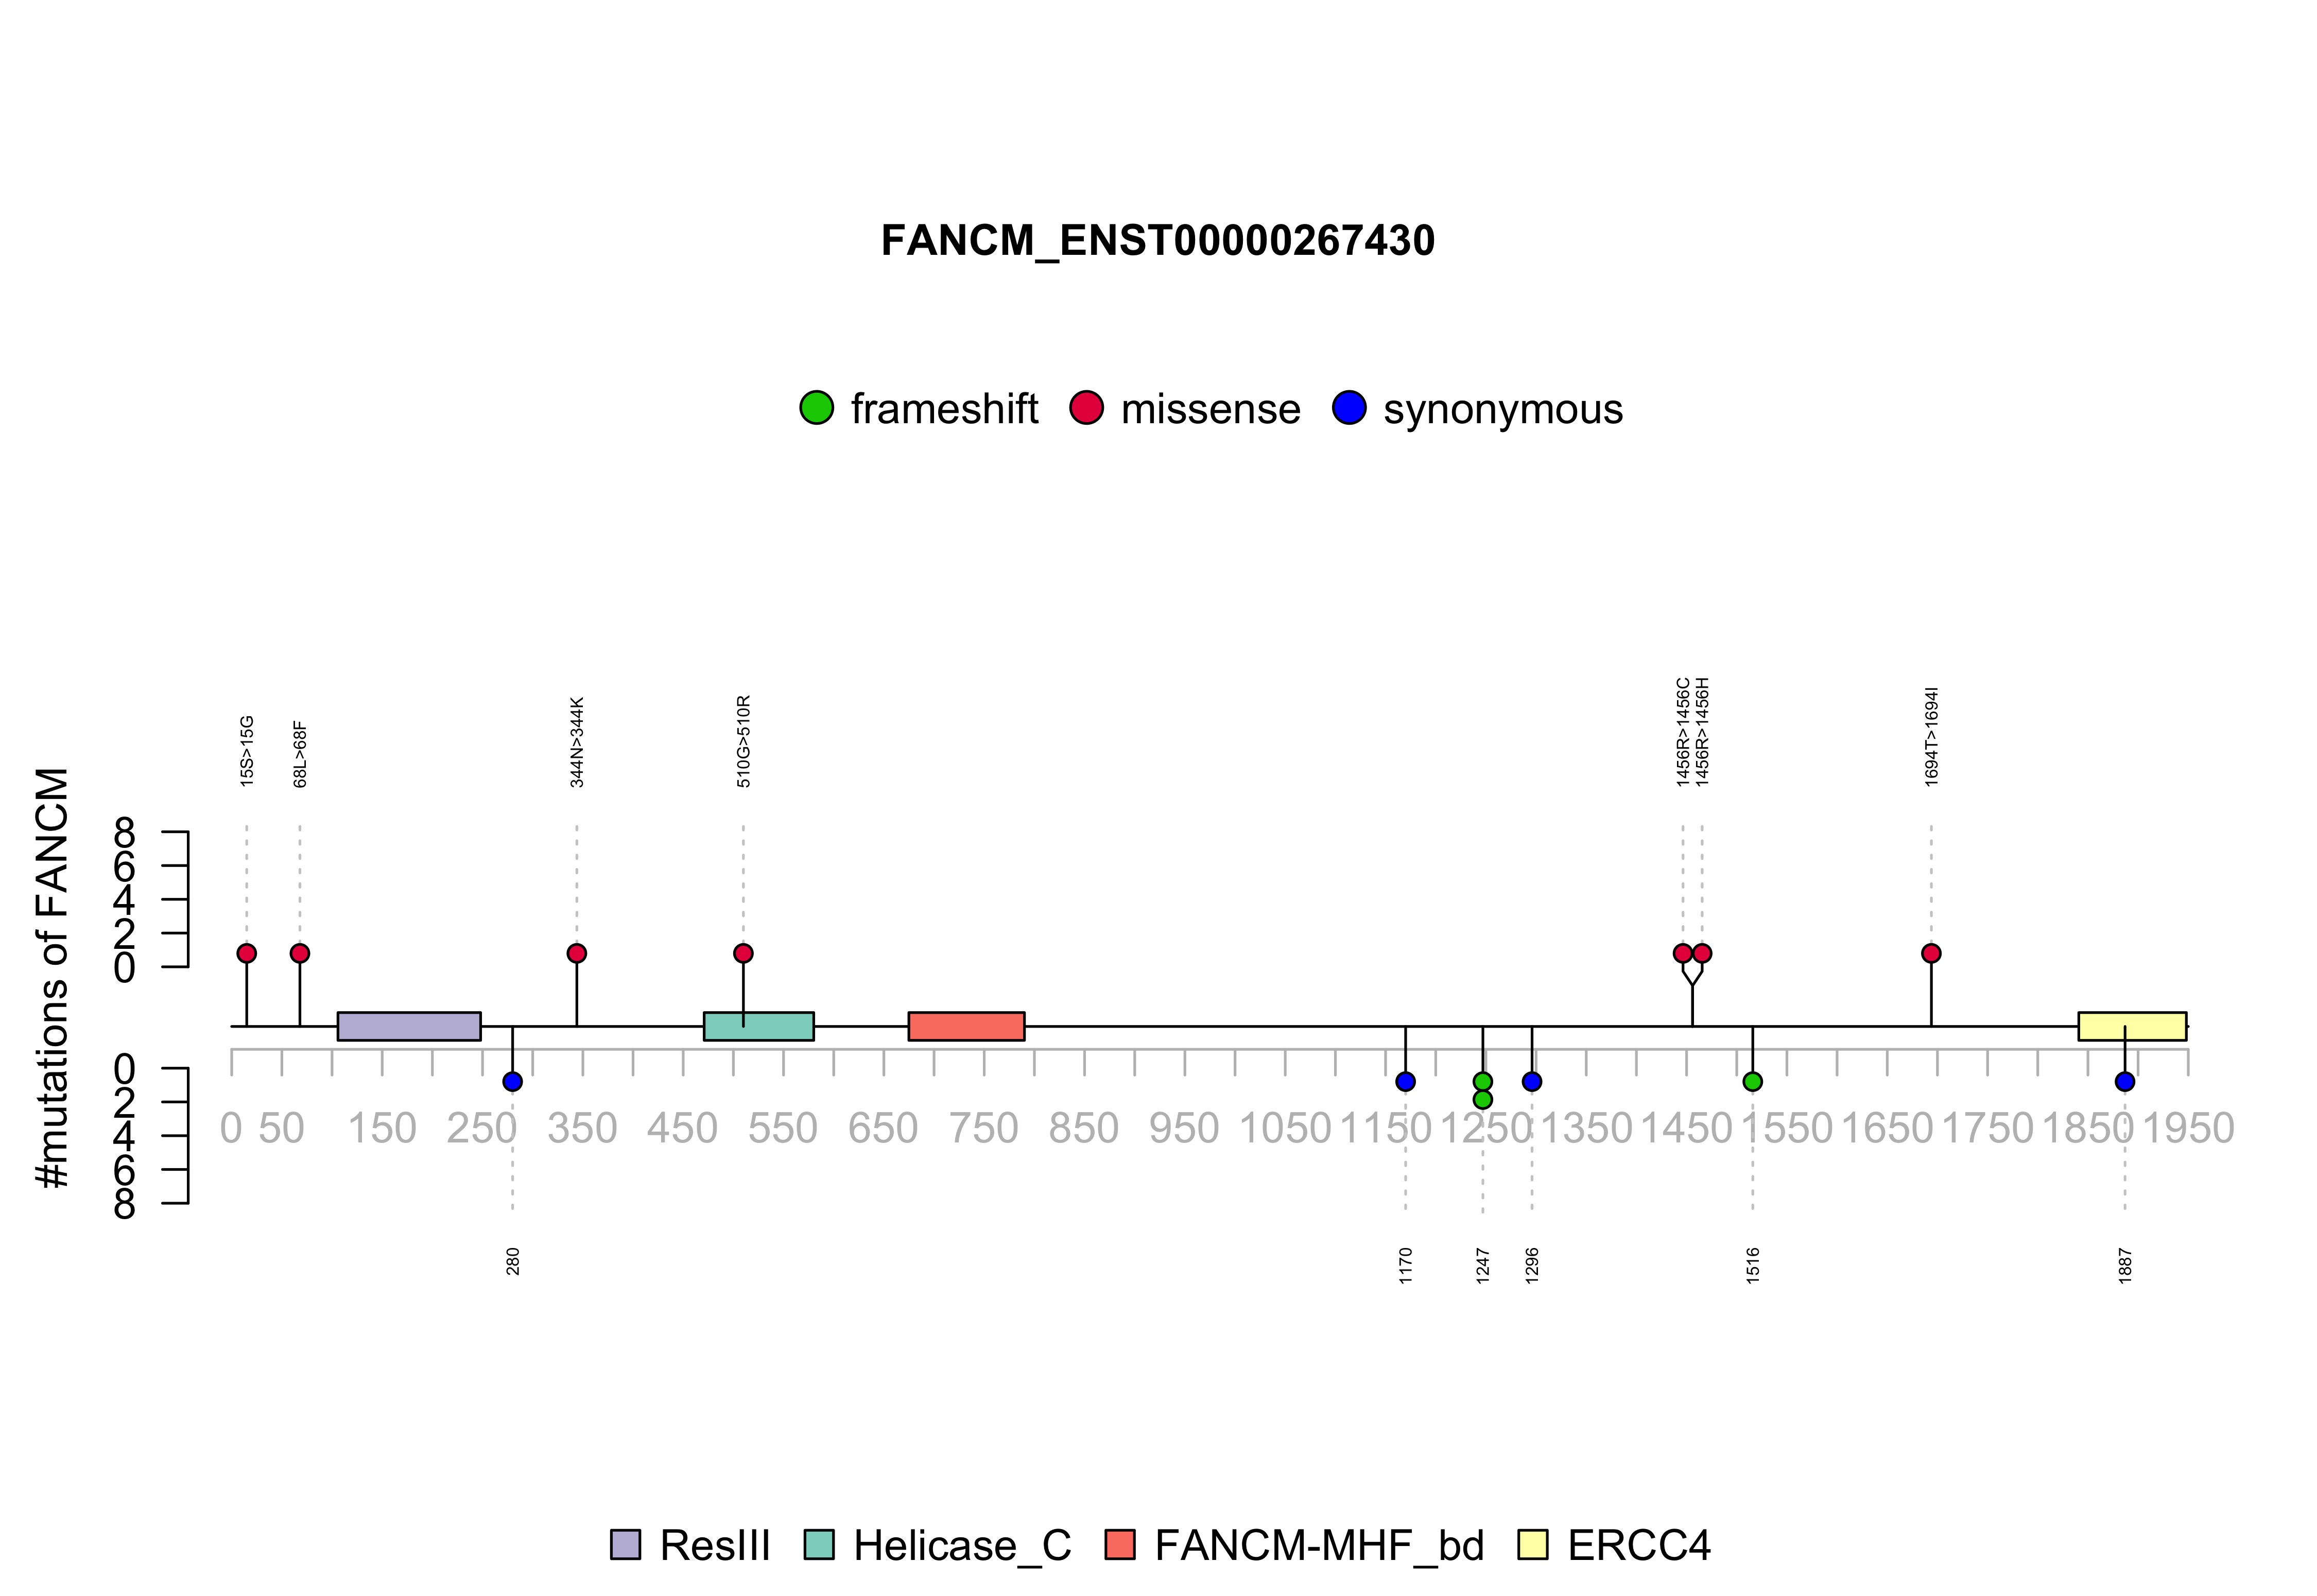 FANCM_ENST00000267430
frameshift missense synonymous
15S>15G
68L>68F
344N>344K
510G>510R
1456R>1456C
1456R>1456H
1694T>1694I
#mutations of FANCM
8
6
4
2
0
0
2
4
6
8
0 50 150 250 350 450 550 650 750 850 950 1050 1150 1250 1350 1450 1550 1650 1750 1850 1950
280
1170
1247
1296
1516
1887
ResIII Helicase_C FANCM-MHF_bd ERCC4